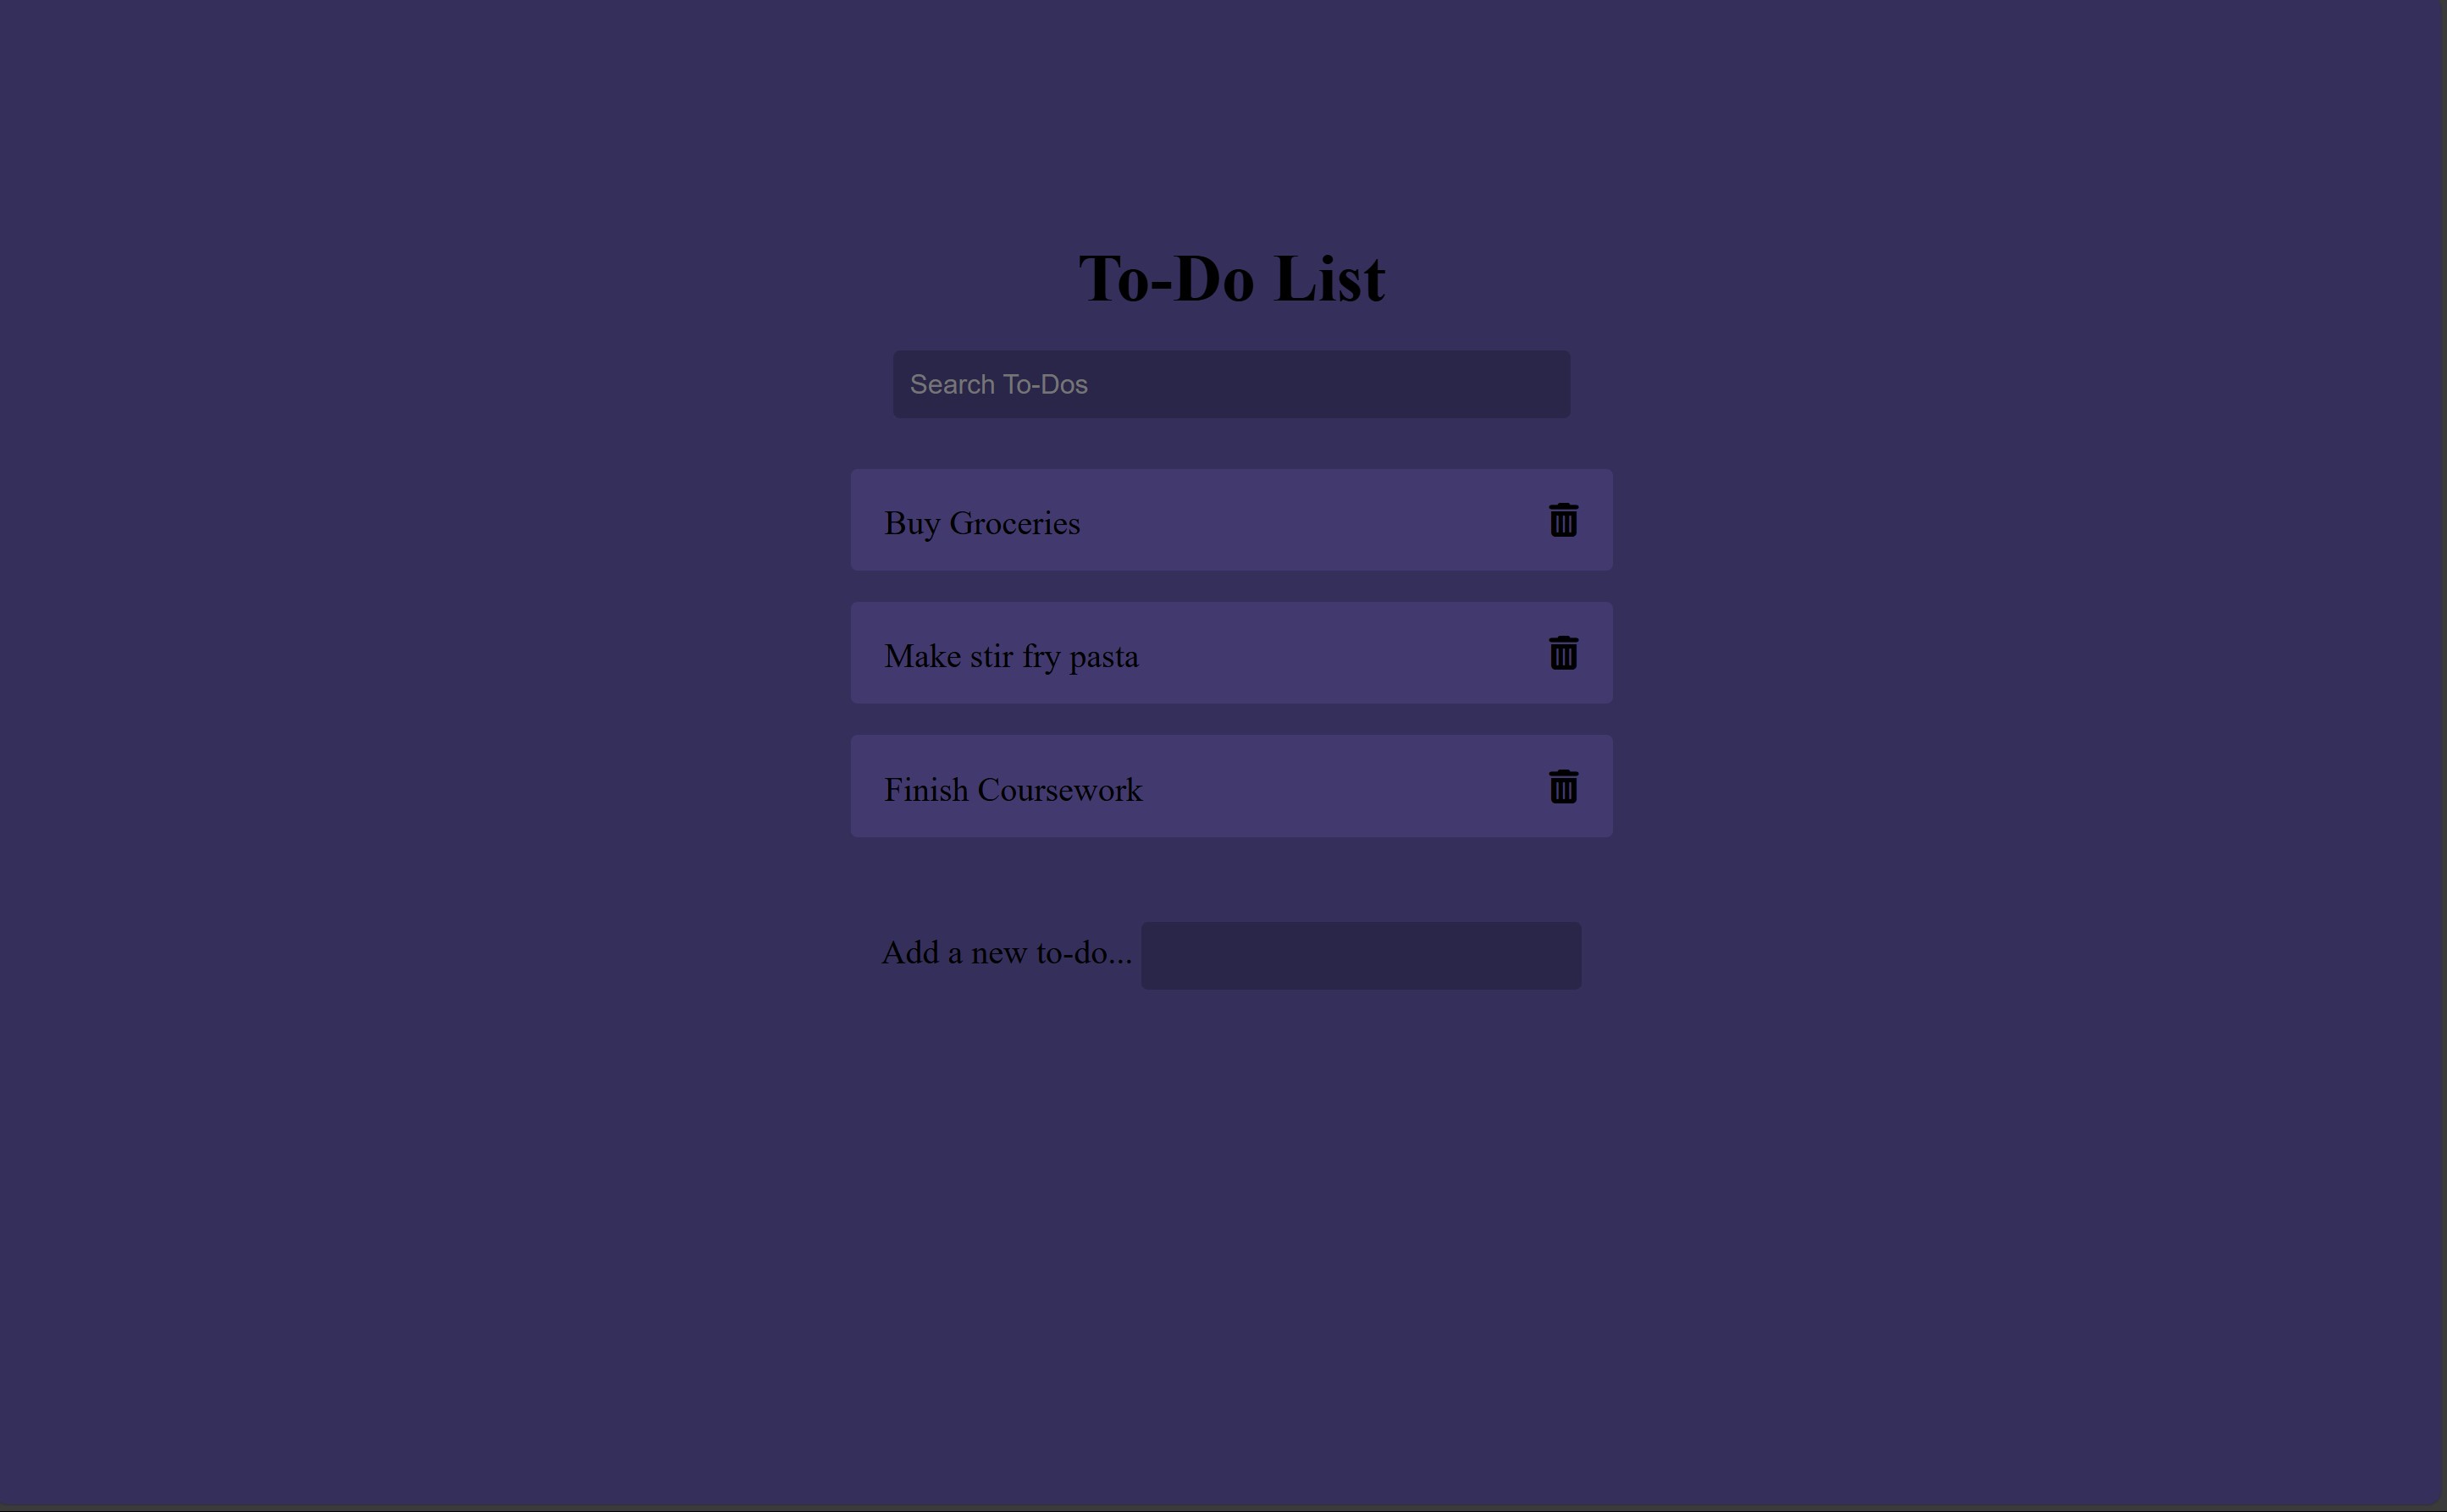 To-Do List
Search To-Dos
Buy Groceries
Make stir fry pasta
Finish Coursework
Add a new to-do...